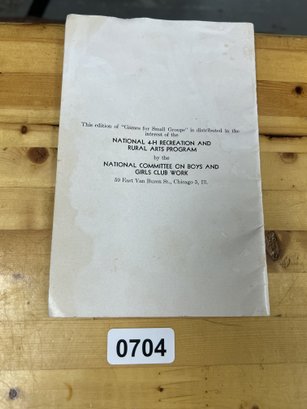 This edition of "Games for Small Groups" is distributed in the
interest of the
NATIONAL 4-H RECREATION AND
RURAL ARTS PROGRAM
by the
NATIONAL COMMITTEE ON BOYS AND
GIRLS CLUB WORK
59 East Van Buren St., Chicago 5, Ill.
0704